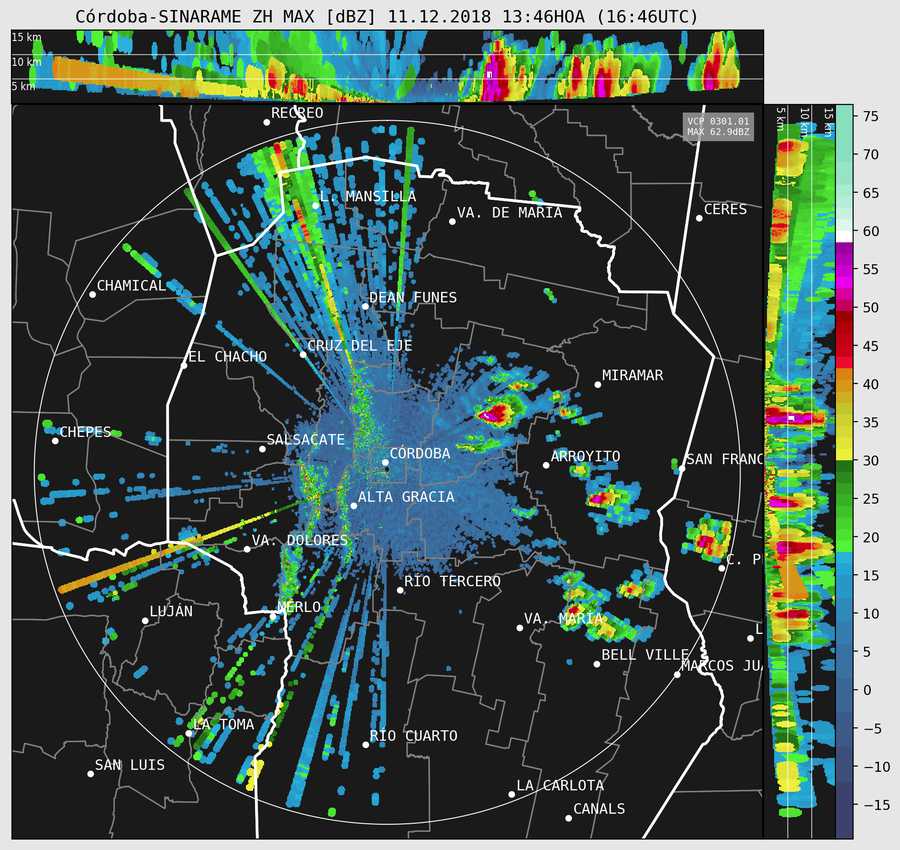 Córdoba-SINARAME ZH MAX [dBZ] 11.12.2018 13:46HOA (16:46UTC)
15 km
10 km
5 km
5 km
10 km
15 km
VCP 0301.01
MAX 62.9dBZ
RECREO
L. MANSILLA
VA. DE MARIA
CERES
CHAMICAL
DEAN FUNES
CRUZ DEL EJE
EL CHACHO
MIRAMAR
CHEPES
SALSACATE
CÓRDOBA
ARROYITO
SAN FRANC
ALTA GRACIA
VA. DOLORES
C. P
RÍO TERCERO
LUJÁN
MERLO
VA. MARIA
L
BELL VILLE
MARCOS JU
LA TOMA
RÍO CUARTO
SAN LUIS
LA CARLOTA
CANALS
75
70
65
60
55
50
45
40
35
30
25
20
15
10
5
0
−5
−10
−15